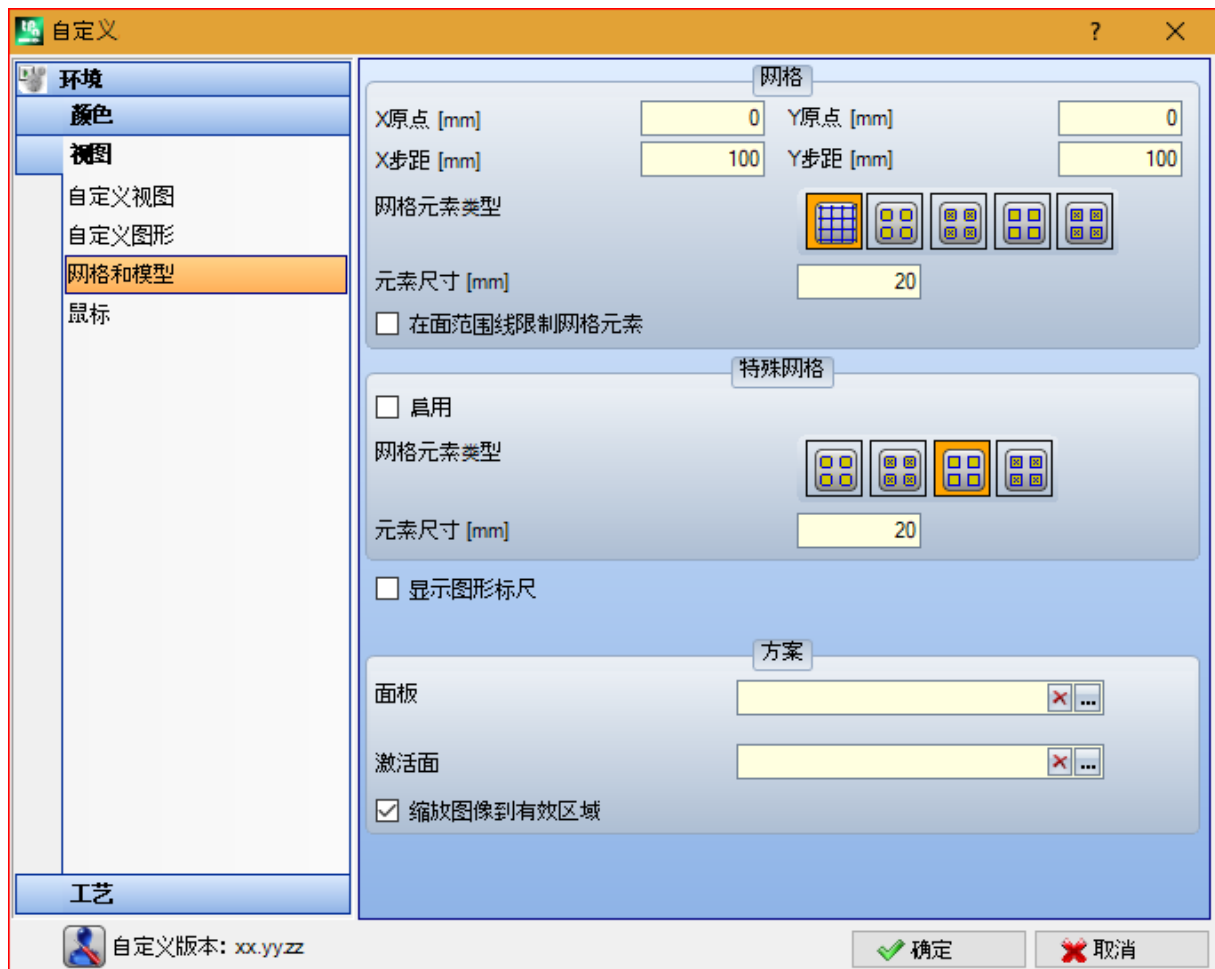 自定义
?
环境
颜色
视图
自定义视图
自定义图形
网格和模型
鼠标
工艺
网格
X原点 [mm] 0 Y原点 [mm] 0
X步距 [mm] 100 Y步距 [mm] 100
网格元素类型
元素尺寸 [mm] 20
在面范围线限制网格元素
特殊网格
启用
网格元素类型
元素尺寸 [mm] 20
显示图形标尺
方案
面板 ...
激活面 ...
缩放图像到有效区域
自定义版本: xx.yy.zz
确定 取消